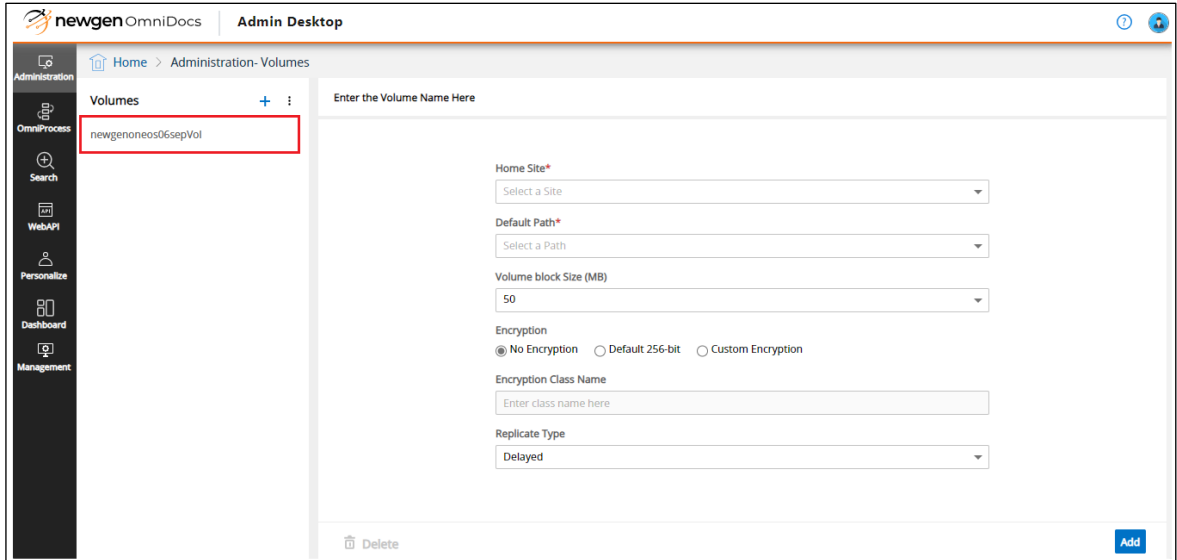 newgen OmniDocs Admin Desktop
?
Administration
OmniProcess
Search
API
WebAPI
Personalize
Dashboard
Management
Home > Administration- Volumes
Volumes + ⋮
newgenoneos06sepVol
Enter the Volume Name Here
Home Site*
Select a Site
Default Path*
Select a Path
Volume block Size (MB)
50
Encryption
No Encryption Default 256-bit Custom Encryption
Encryption Class Name
Enter class name here
Replicate Type
Delayed
Delete Add